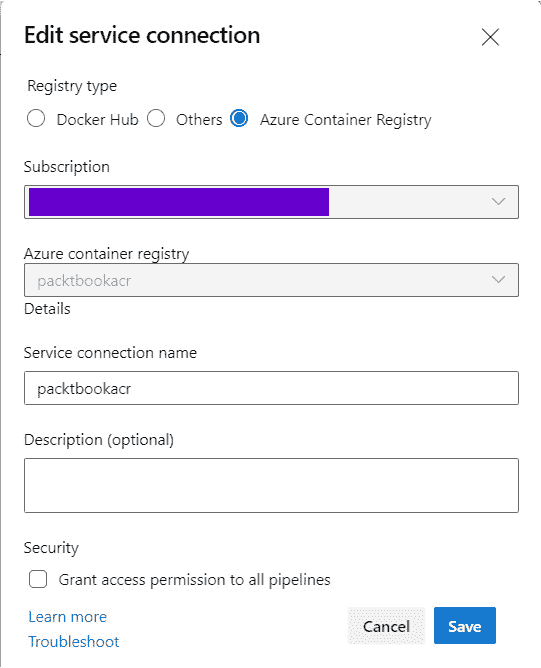 Edit service connection
Registry type
Docker Hub Others Azure Container Registry
Subscription
Azure container registry
packtbookacr
Details
Service connection name
packtbookacr
Description (optional)
Security
Grant access permission to all pipelines
Learn more
Cancel Save
Troubleshoot